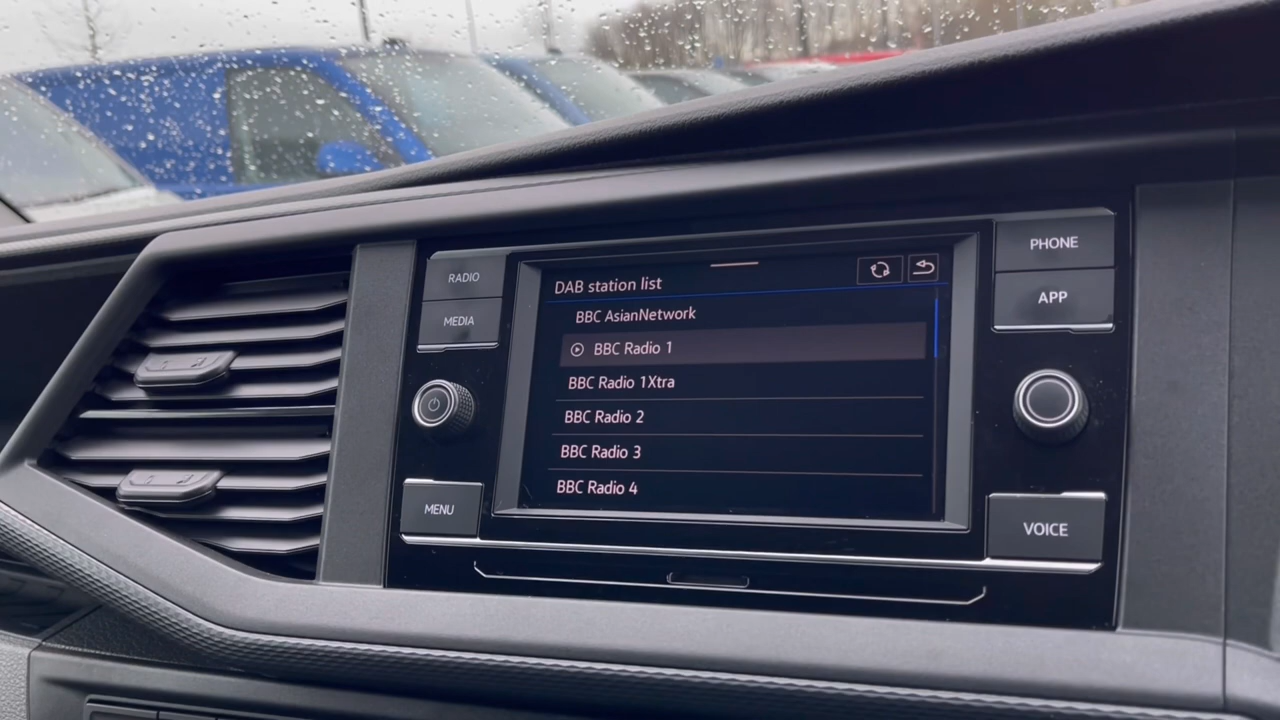 RADIO
MEDIA
MENU
DAB station list
BBC AsianNetwork
BBC Radio 1
BBC Radio 1Xtra
BBC Radio 2
BBC Radio 3
BBC Radio 4
PHONE
APP
VOICE